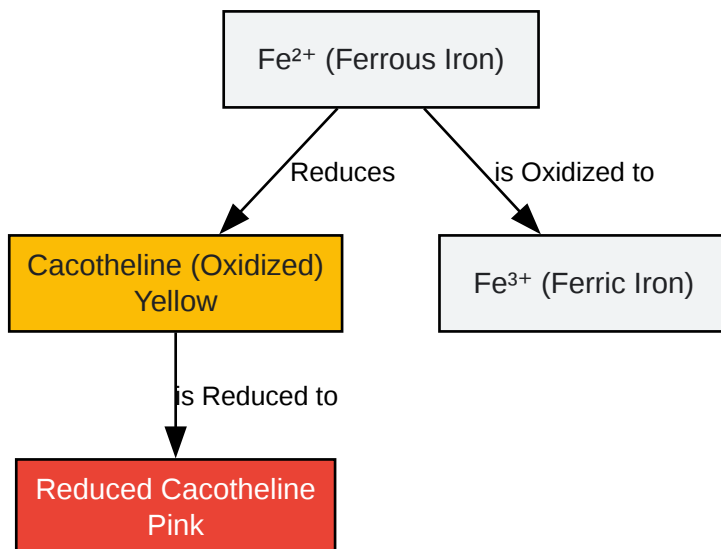 Fe²⁺ (Ferrous Iron)
Reduces
is Oxidized to
Cacotheline (Oxidized)
Yellow
Fe³⁺ (Ferric Iron)
is Reduced to
Reduced Cacotheline
Pink